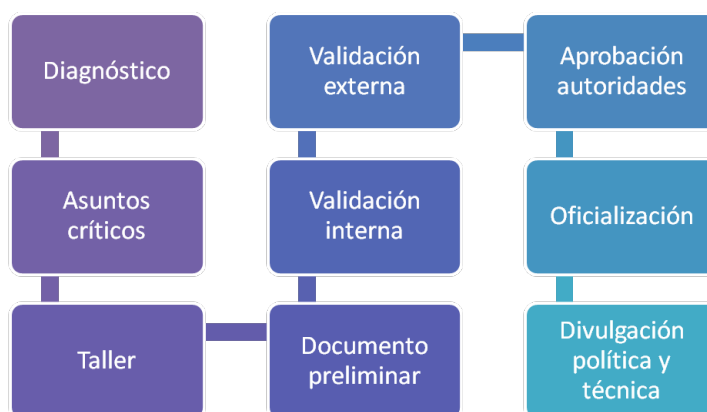 Diagnóstico
Asuntos
críticos
Taller
Documento
preliminar
Validación
interna
Validación
externa
Aprobación
autoridades
Oficialización
Divulgación
política y
técnica